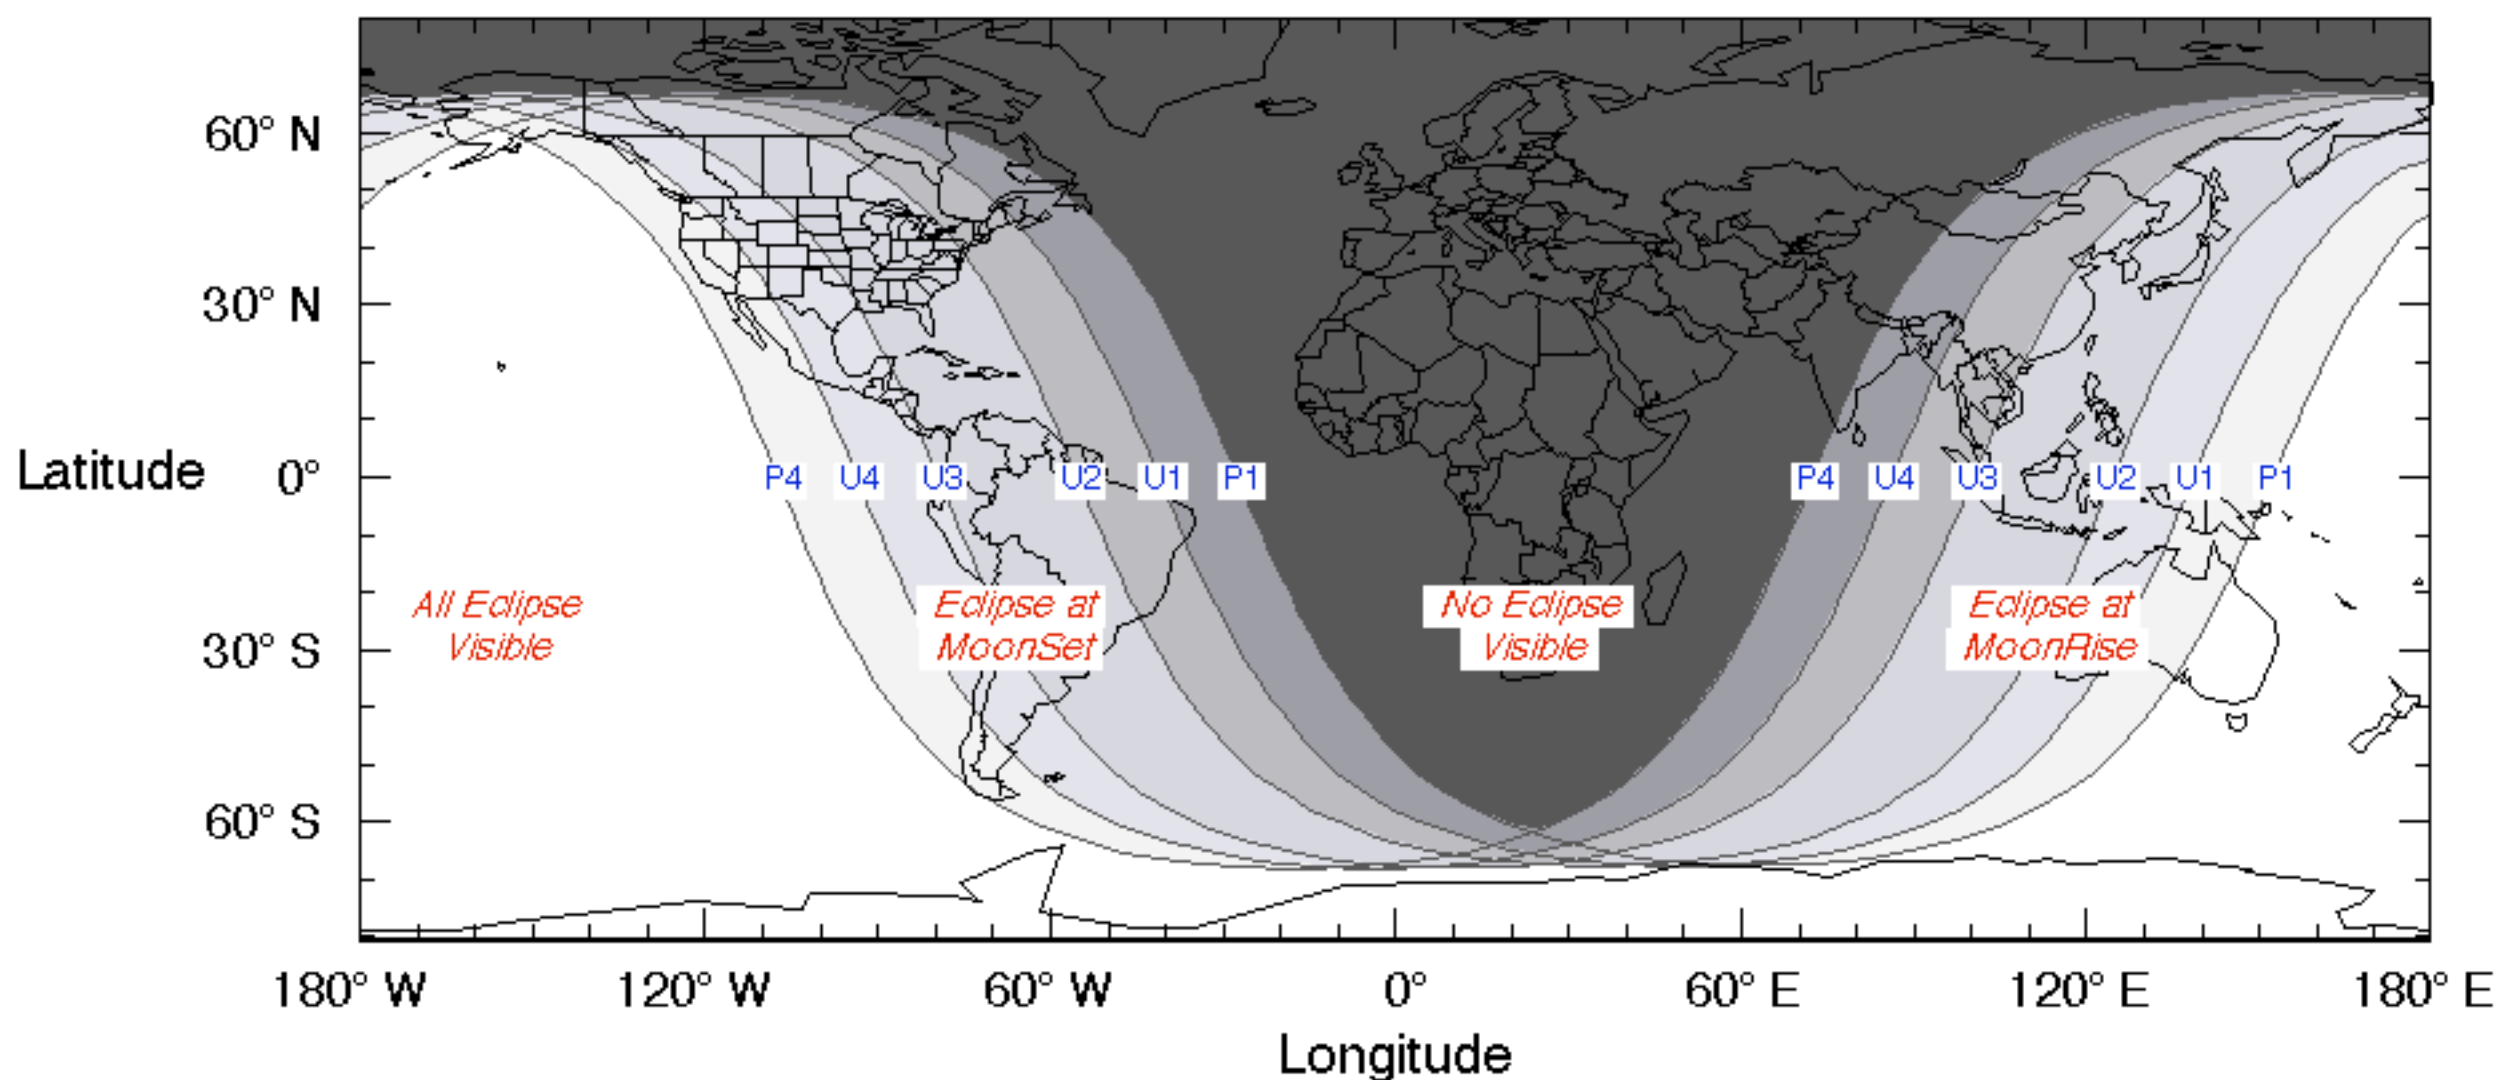 60° N
30° N
Latitude 0°
P4 U4 U3 U2 U1 P1 P4 U4 U3 U2 U1 P1
All Eclipse
Visible
Eclipse at
MoonSet
No Eclipse
Visible
Eclipse at
MoonRise
30° S
60° S
180° W 120° W 60° W 0° 60° E 120° E 180° E
Longitude